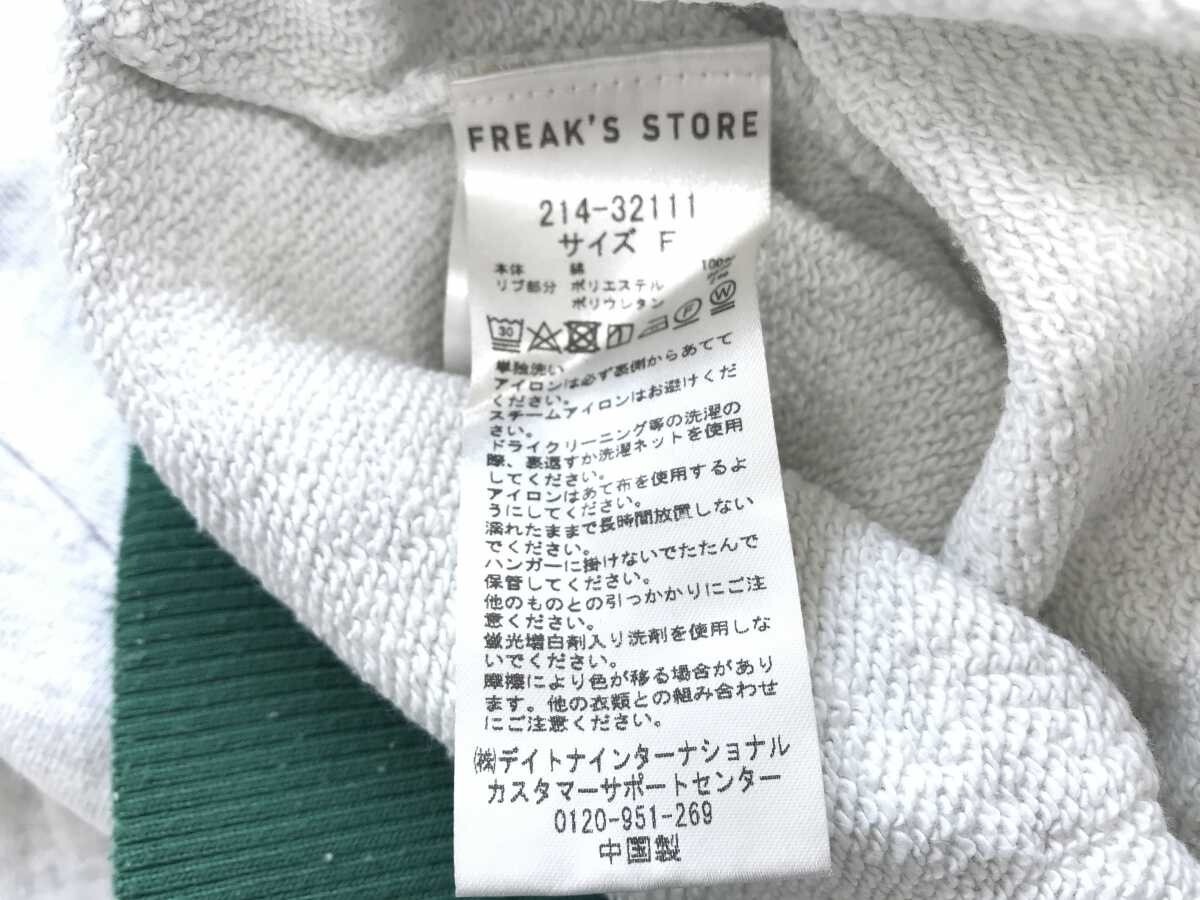 FREAK'S STORE
214-32111
サイズ F
本体 綿 100%
リブ部分 ポリエステル
ポリウレタン
30 F W
単独洗い
アイロンは必ず裏側からあてて
ください。
スチームアイロンはお避けくだ
さい。
ドライクリーニング等の洗濯の
際、裏返すか洗濯ネットを使用
してください。
アイロンはあて布を使用するよ
うにしてください。
濡れたままで長時間放置しない
でください。
ハンガーに掛けないでたたんで
保管してください。
他のものとの引っかかりにご注
意ください。
蛍光増白剤入り洗剤を使用しな
いでください。
摩擦により色が移る場合があり
ます。他の衣類との組み合わせ
にご注意ください。
㈱デイトナインターナショナル
カスタマーサポートセンター
0120-951-269
中国製